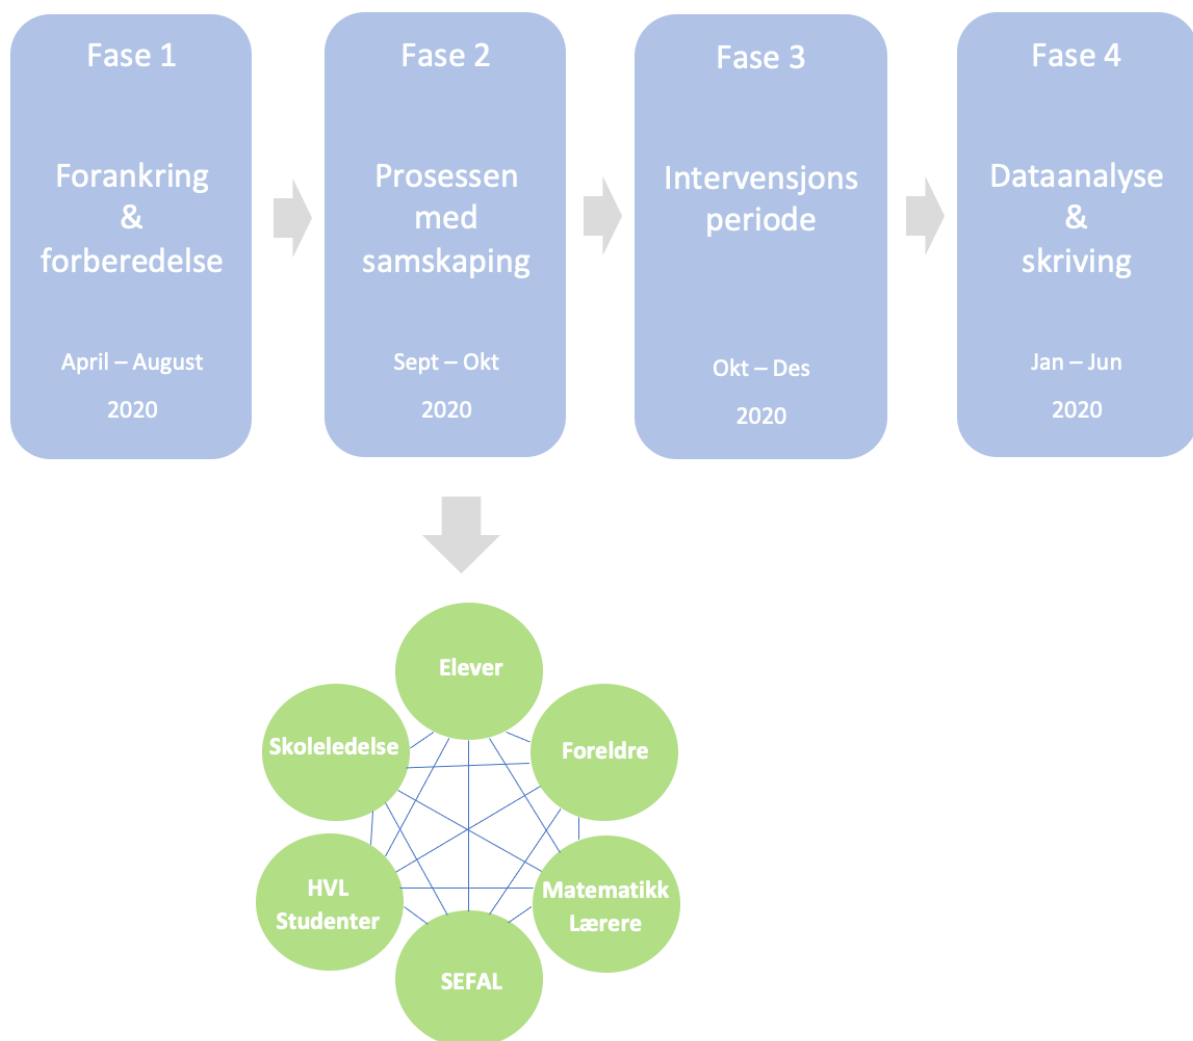 Fase 1
Forankring
&
forberedelse
April – August
2020
Fase 2
Prosessen
med
samskaping
Sept – Okt
2020
Fase 3
Intervensjons
periode
Okt – Des
2020
Fase 4
Dataanalyse
&
skriving
Jan – Jun
2020
Elever
Skoleledelse
Foreldre
HVL
Studenter
Matematikk
Lærere
SEFAL